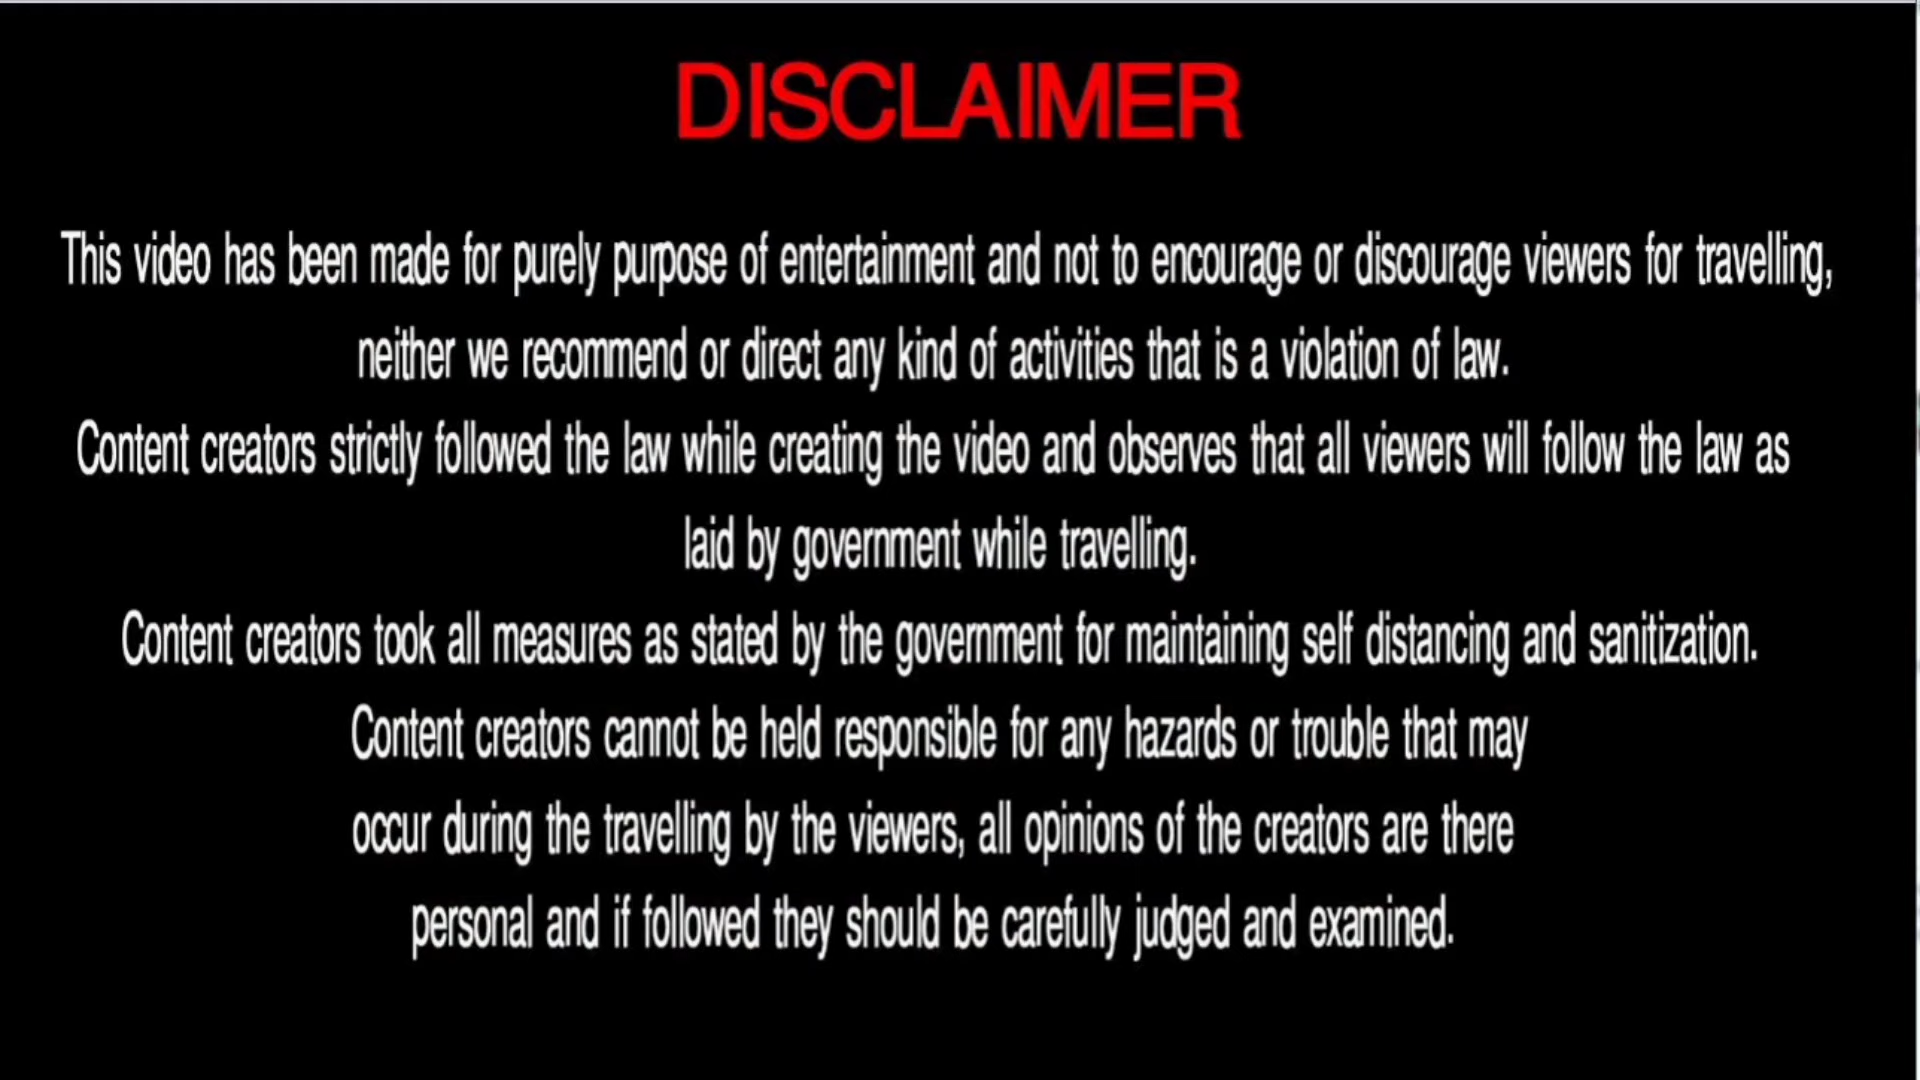 DISCLAIMER
This video has been made for purely purpose of entertainment and not to encourage or discourage viewers for travelling,
neither we recommend or direct any kind of activities that is a violation of law.
Content creators strictly followed the law while creating the video and observes that all viewers will follow the law as
laid by government while travelling.
Content creators took all measures as stated by the government for maintaining self distancing and sanitization.
Content creators cannot be held responsible for any hazards or trouble that may
occur during the travelling by the viewers, all opinions of the creators are there
personal and if followed they should be carefully judged and examined.